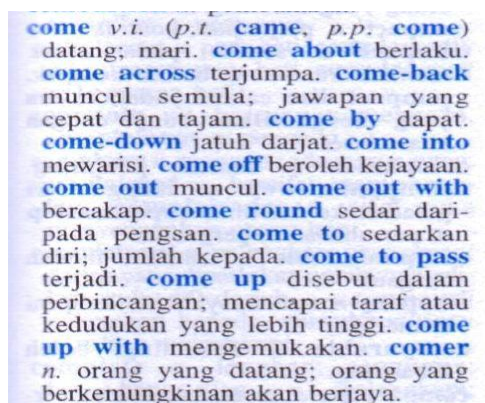 come v.i. (p.t. came, p.p. come)
datang; mari. come about berlaku.
come across terjumpa. come-back
muncul semula; jawapan yang
cepat dan tajam. come by dapat.
come-down jatuh darjat. come into
mewarisi. come off beroleh kejayaan.
come out muncul. come out with
bercakap. come round sedar dari-
pada pengsan. come to sedarkan
diri; jumlah kepada. come to pass
terjadi. come up disebut dalam
perbincangan; mencapai taraf atau
kedudukan yang lebih tinggi. come
up with mengemukakan. comer
n. orang yang datang; orang yang
berkemungkinan akan berjaya.